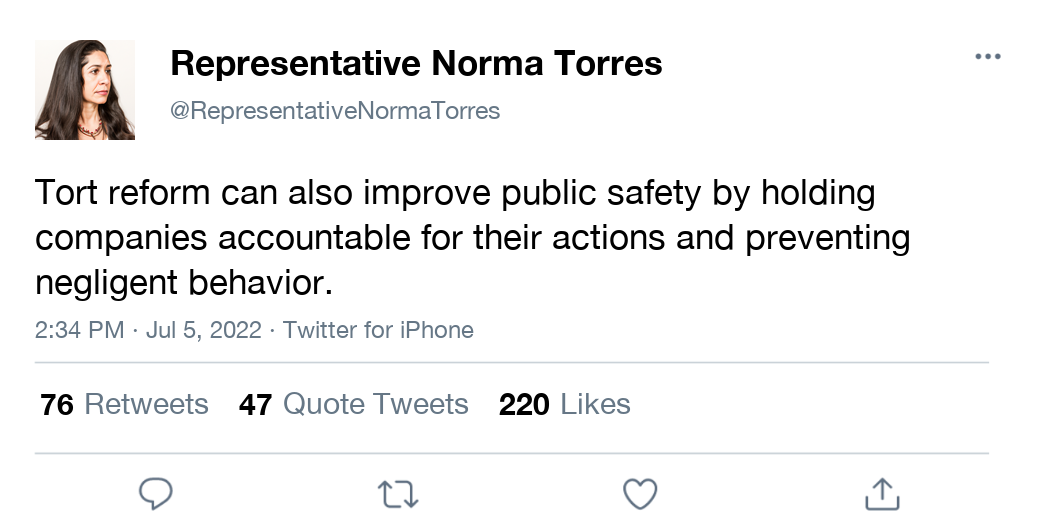 Representative Norma Torres
@RepresentativeNormaTorres
Tort reform can also improve public safety by holding
companies accountable for their actions and preventing
negligent behavior.
2:34 PM · Jul 5, 2022 · Twitter for iPhone
76 Retweets 47 Quote Tweets 220 Likes